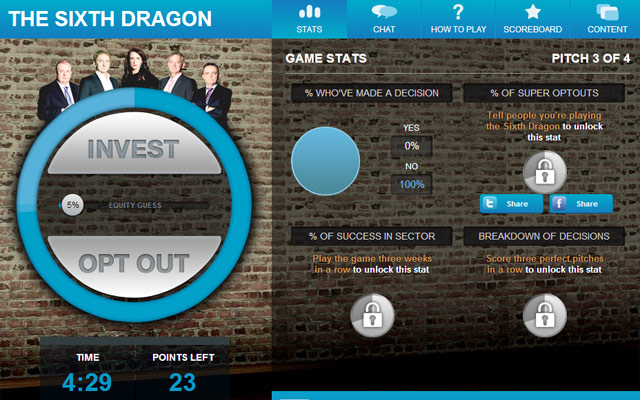 THE SIXTH DRAGON
INVEST
5%
EQUITY GUESS
OPT OUT
TIME
POINTS LEFT
4:29
23
STATS
CHAT
HOW TO PLAY
SCOREBOARD
CONTENT
GAME STATS
PITCH 3 OF 4
% WHO'VE MADE A DECISION
YES
0%
NO
100%
% OF SUPER OPTOUTS
Tell people you're playing
the Sixth Dragon to unlock
this stat
Share
Share
% OF SUCCESS IN SECTOR
Play the game three weeks
in a row to unlock this stat
BREAKDOWN OF DECISIONS
Score three perfect pitches
in a row to unlock this stat